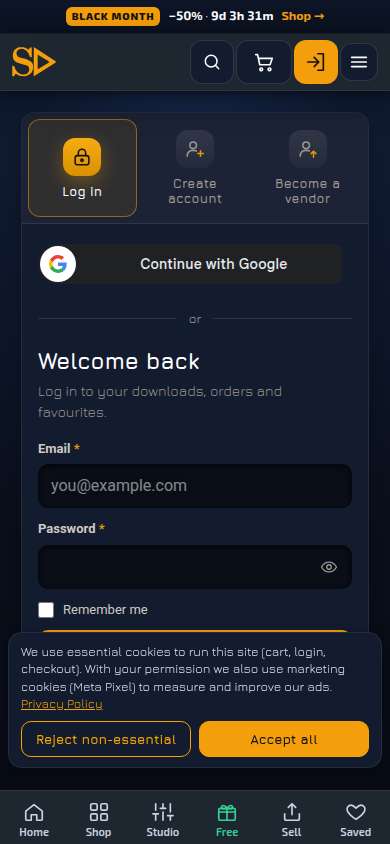 BLACK MONTH −50% · 9d 3h 31m Shop →
SD
Log in
Create
account
Become a
vendor
Continue with Google
or
Welcome back
Log in to your downloads, orders and
favourites.
Email *
you@example.com
Password *
Remember me
We use essential cookies to run this site (cart, login,
checkout). With your permission we also use marketing
cookies (Meta Pixel) to measure and improve our ads.
Privacy Policy
Reject non-essential
Accept all
Home
Shop
Studio
Free
Sell
Saved